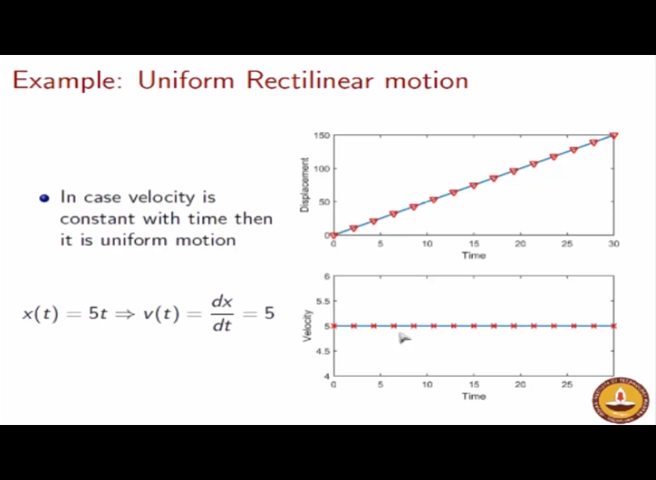 Example: Uniform Rectilinear motion
In case velocity is
constant with time then
it is uniform motion
x(t) = 5t ⇒ v(t) = dx/dt = 5
150
100
50
0
Displacement
0 5 10 15 20 25 30
Time
6
5.5
5
4.5
4
Velocity
0 5 10 15 20 25
Time